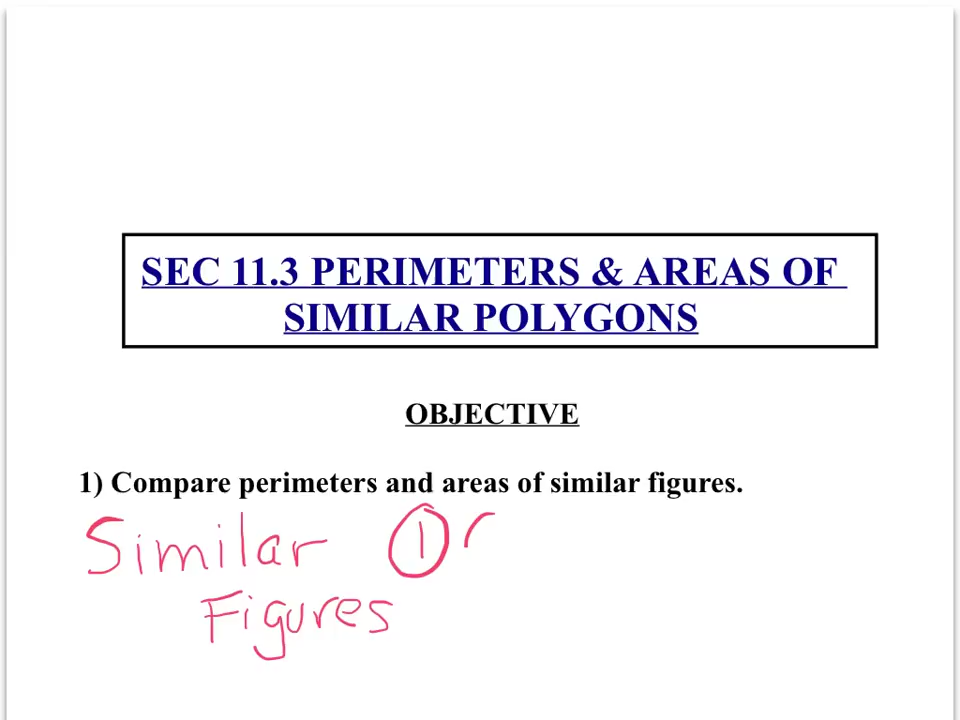 SEC 11.3 PERIMETERS & AREAS OF
SIMILAR POLYGONS
OBJECTIVE
1) Compare perimeters and areas of similar figures.
Similar ① C
Figures